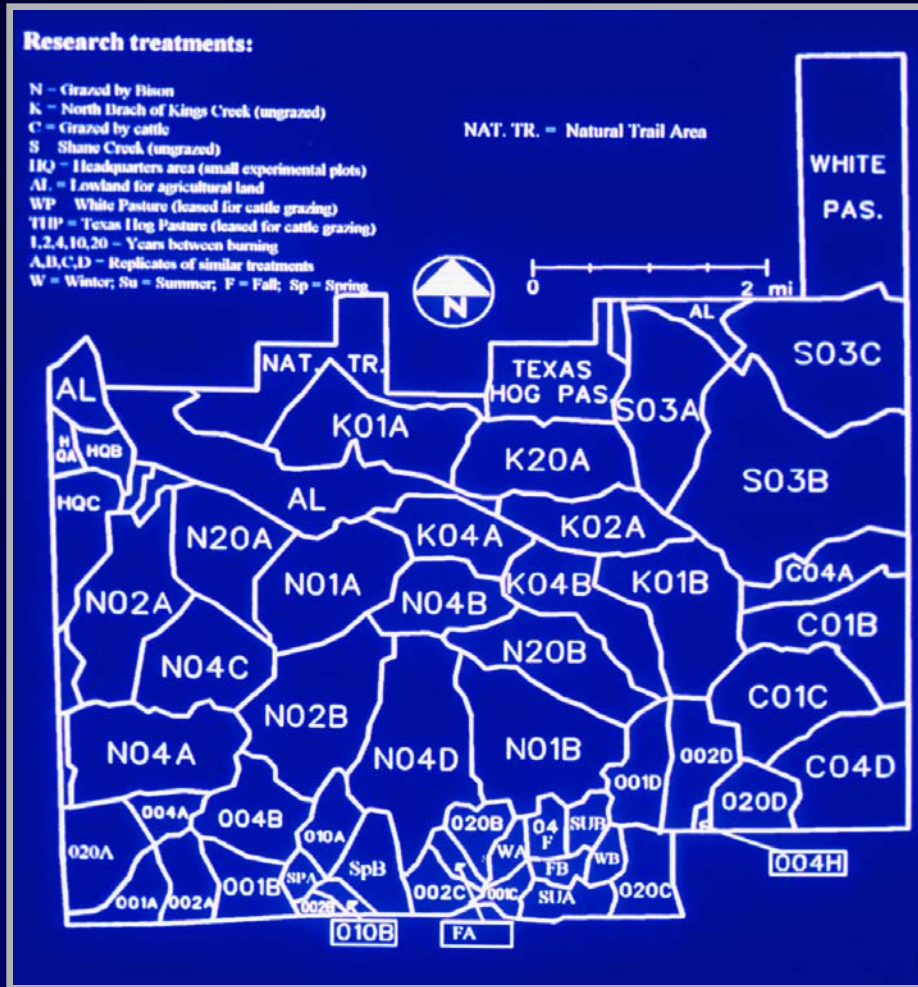 Research treatments:
N = Grazed by Bison
K = North Brach of Kings Creek (ungrazed)
C = Grazed by cattle
S Shane Creek (ungrazed)
HQ = Headquarters area (small experimental plots)
AL = Lowland for agricultural land
WP White Pasture (leased for cattle grazing)
THP = Texas Hog Pasture (leased for cattle grazing)
1,2,4,10,20 = Years between burning
A,B,C,D = Replicates of similar treatments
W = Winter; Su = Summer; F = Fall; Sp = Spring
NAT. TR. = Natural Trail Area
WHITE
PAS.
N
0 2 mi
AL
S03C
NAT. TR.
TEXAS
HOG PAS.
S03A
AL
K01A
H
QA
HQB
K20A
S03B
HQC
AL
N20A
K04A
K02A
C04A
N02A
N01A
N04B
K04B
K01B
C01B
N04C
N20B
N02B
C01C
N04A
N04D
N01B
001D
002D
C04D
020D
004A
004B
010A
020B
04
F
SUB
020A
WA
WB
004H
SPA
SpB
FB
001A
002A
001B
002B
002C
001C
SUA
020C
010B
FA